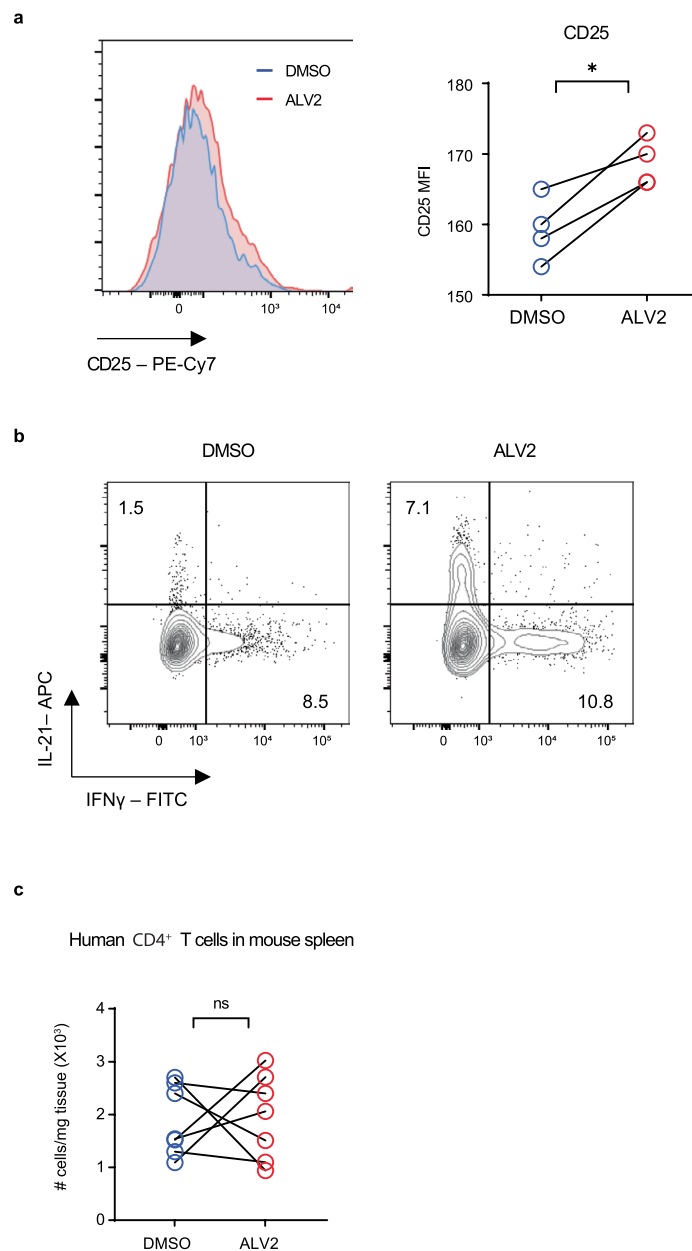 a
DMSO
ALV2
0
10³
10⁴
CD25 – PE-Cy7
CD25
*
180
170
160
150
CD25 MFI
DMSO
ALV2
b
DMSO
ALV2
1.5
8.5
7.1
10.8
0
10³
10⁴
10⁵
0
10³
10⁴
10⁵
IL-21– APC
IFNγ – FITC
c
Human CD4⁺ T cells in mouse spleen
ns
4
3
2
1
0
# cells/mg tissue (X10³)
DMSO
ALV2